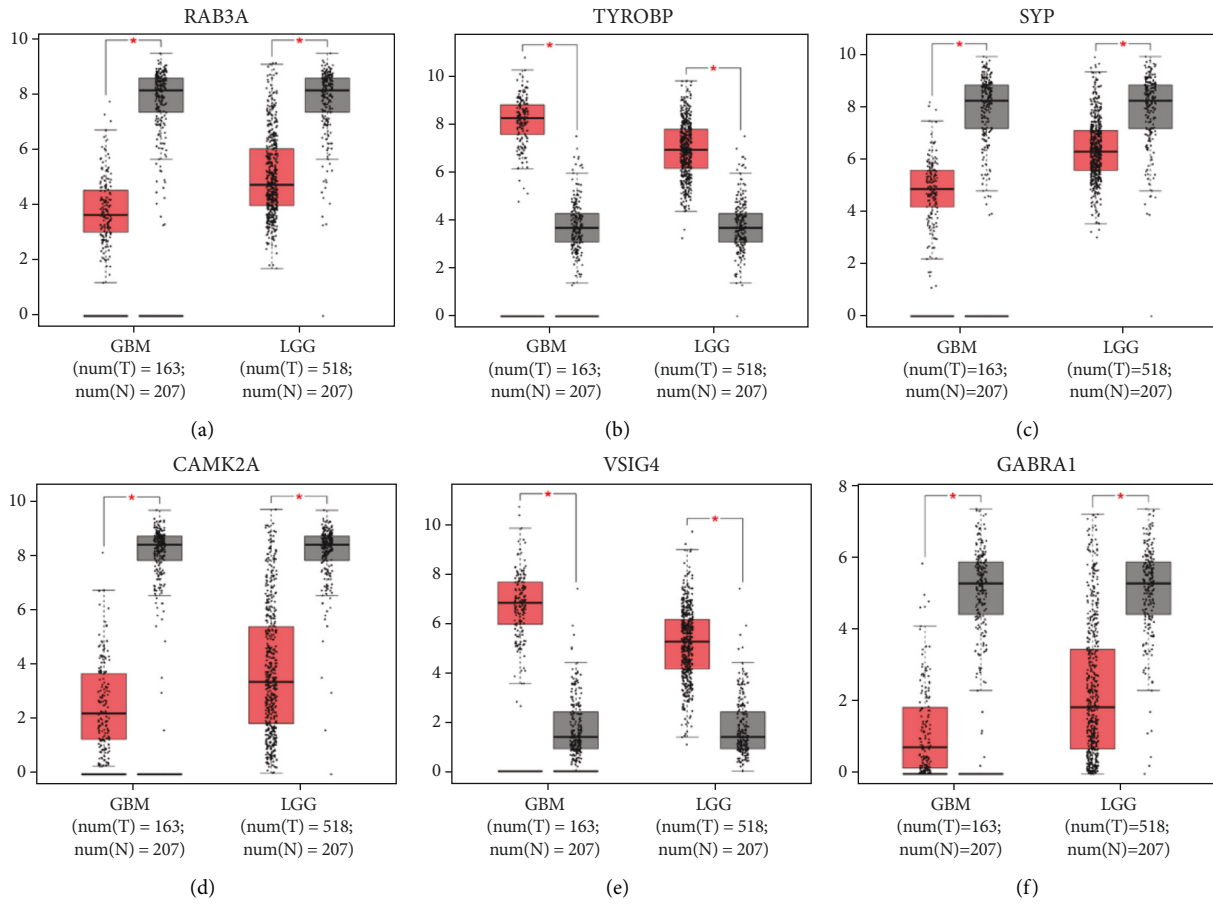 RAB3A
10
8
6
4
2
0
*
*
GBM
(num(T) = 163;
num(N) = 207)
LGG
(num(T) = 518;
num(N) = 207)
(a)
TYROBP
10
8
6
4
2
0
*
*
GBM
(num(T) = 163;
num(N) = 207)
LGG
(num(T) = 518;
num(N) = 207)
(b)
SYP
10
8
6
4
2
0
*
*
GBM
(num(T)=163;
num(N)=207)
LGG
(num(T)=518;
num(N)=207)
(c)
CAMK2A
10
8
6
4
2
0
*
*
GBM
(num(T) = 163;
num(N) = 207)
LGG
(num(T) = 518;
num(N) = 207)
(d)
VSIG4
10
8
6
4
2
0
*
*
GBM
(num(T) = 163;
num(N) = 207)
LGG
(num(T) = 518;
num(N) = 207)
(e)
GABRA1
8
6
4
2
0
*
*
GBM
(num(T)=163;
num(N)=207)
LGG
(num(T)=518;
num(N)=207)
(f)